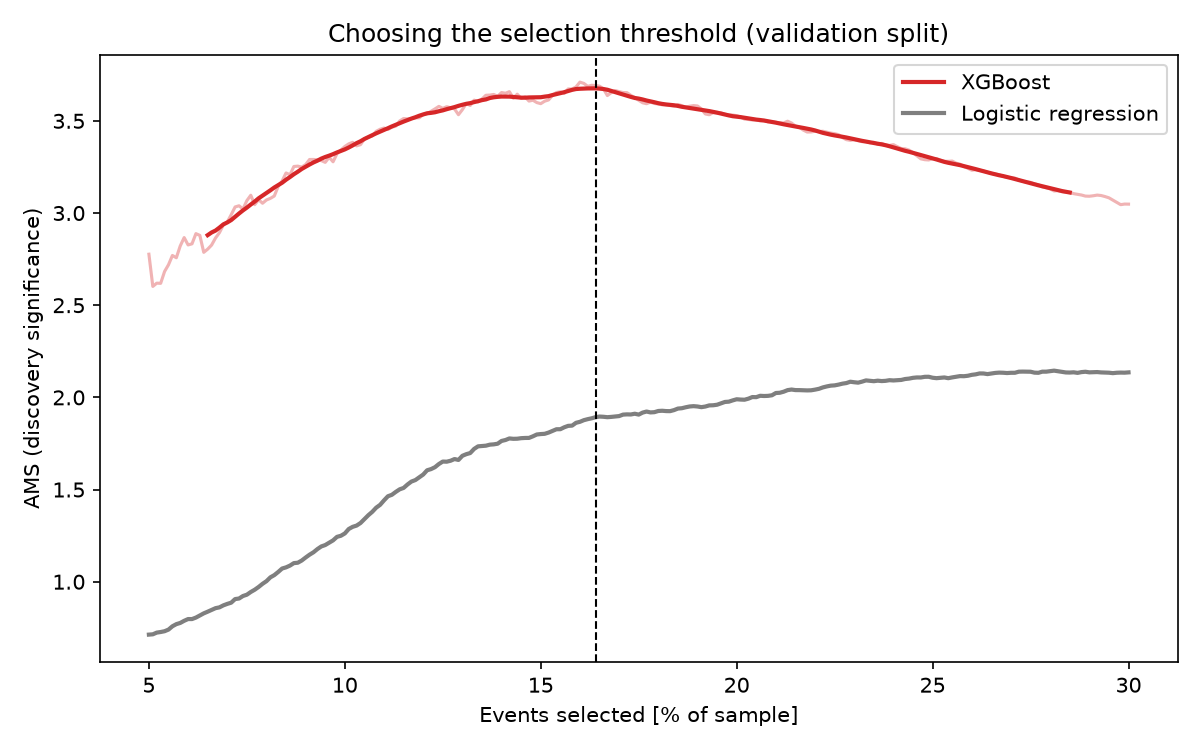 Choosing the selection threshold (validation split)
XGBoost
Logistic regression
AMS (discovery significance)
3.5
3.0
2.5
2.0
1.5
1.0
5
10
15
20
25
30
Events selected [% of sample]